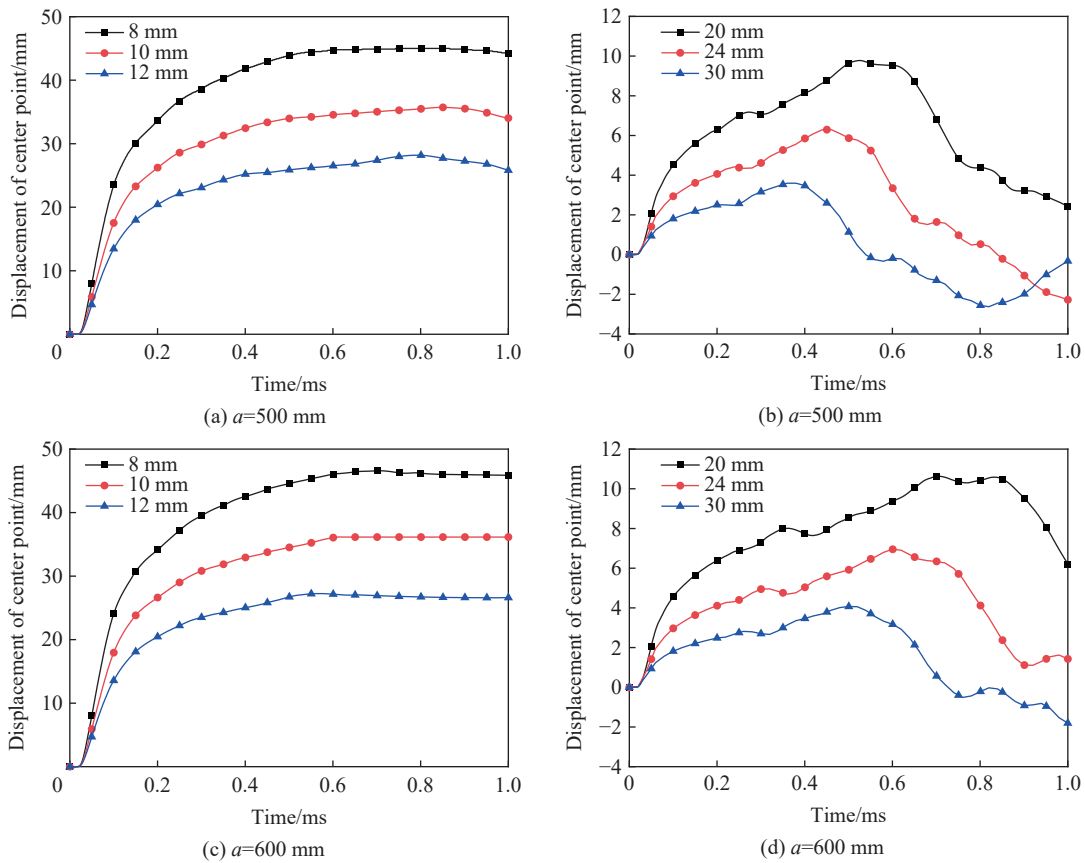 50
40
30
20
10
0
0.2
0.4
0.6
0.8
1.0
Displacement of center point/mm
Time/ms
8 mm
10 mm
12 mm
(a) a=500 mm
12
10
8
6
4
2
0
−2
−4
0
0.2
0.4
0.6
0.8
1.0
Displacement of center point/mm
Time/ms
20 mm
24 mm
30 mm
(b) a=500 mm
50
40
30
20
10
0
0.2
0.4
0.6
0.8
1.0
Displacement of center point/mm
Time/ms
8 mm
10 mm
12 mm
(c) a=600 mm
12
10
8
6
4
2
0
−2
−4
0
0.2
0.4
0.6
0.8
1.0
Displacement of center point/mm
Time/ms
20 mm
24 mm
30 mm
(d) a=600 mm